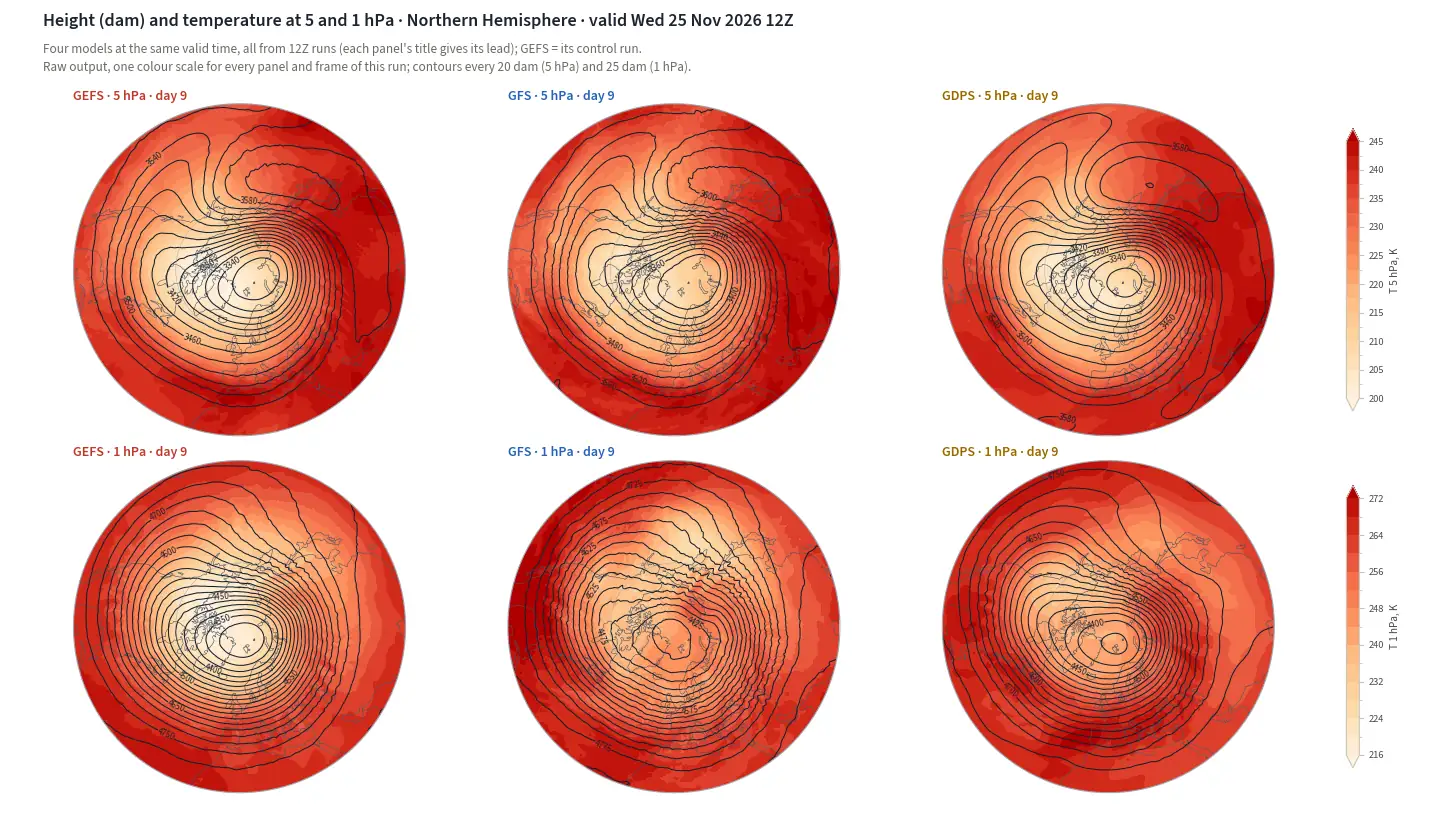 Height (dam) and temperature at 5 and 1 hPa · Northern Hemisphere · valid Wed 25 Nov 2026 12Z
Four models at the same valid time, all from 12Z runs (each panel's title gives its lead); GEFS = its control run.
Raw output, one colour scale for every panel and frame of this run; contours every 20 dam (5 hPa) and 25 dam (1 hPa).
GEFS · 5 hPa · day 9
GFS · 5 hPa · day 9
GDPS · 5 hPa · day 9
245
240
235
230
225
220
215
210
205
200
T 5 hPa, K
GEFS · 1 hPa · day 9
GFS · 1 hPa · day 9
GDPS · 1 hPa · day 9
272
264
256
248
240
232
224
216
T 1 hPa, K